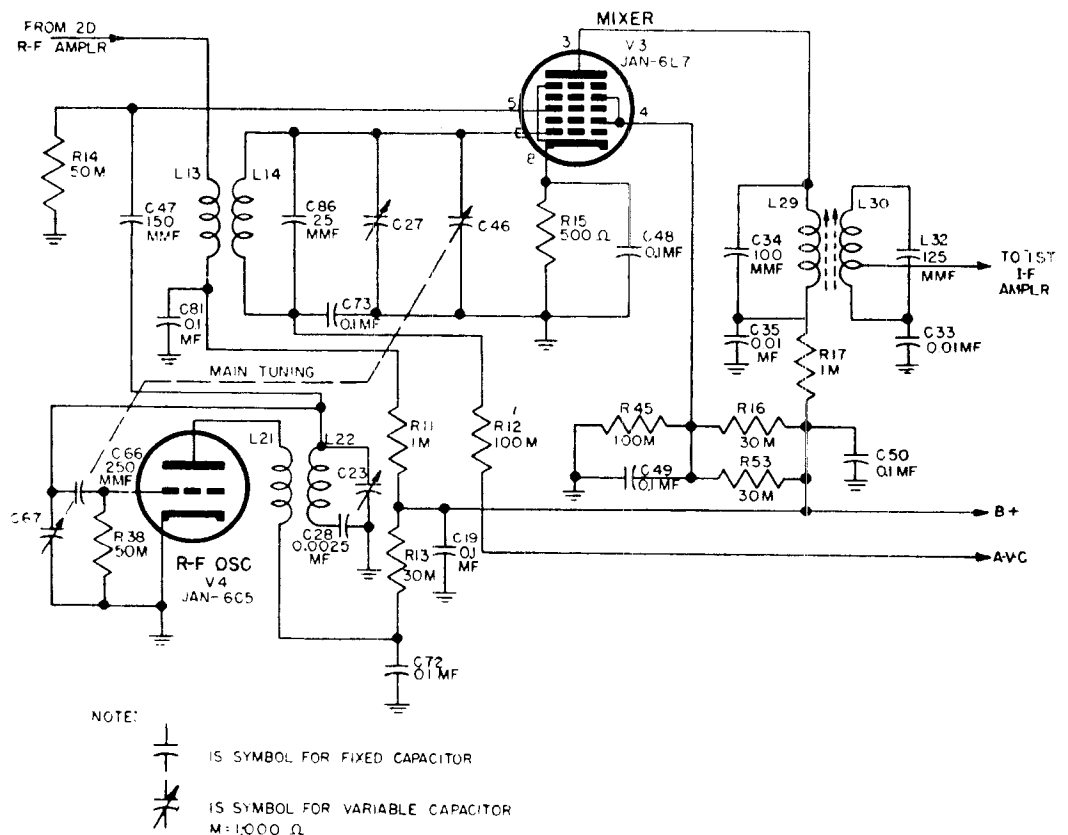 FROM 2D
R-F AMPLR
MIXER
3
V3
JAN-6L7
5
4
8
R14
50M
C47
150
MMF
L13
L14
C86
25
MMF
C27
C46
R15
500 Ω
C48
0.1MF
L29
L30
C34
100
MMF
L32
125
MMF
TO 1ST
I-F
AMPLR
C81
0.1
MF
C73
0.1MF
C35
0.01
MF
R17
1M
C33
0.01MF
MAIN TUNING
C66
250
MMF
L21
L22
C23
R11
1M
R12
100M
R45
100M
R16
30M
C49
0.1MF
R53
30M
C50
0.1MF
C67
R38
50M
R-F OSC
V4
JAN-6C5
C28
0.0025
MF
R13
30M
C19
0.1
MF
B+
A-V-C
C72
0.1MF
NOTE:
IS SYMBOL FOR FIXED CAPACITOR
IS SYMBOL FOR VARIABLE CAPACITOR
M=1,000 Ω